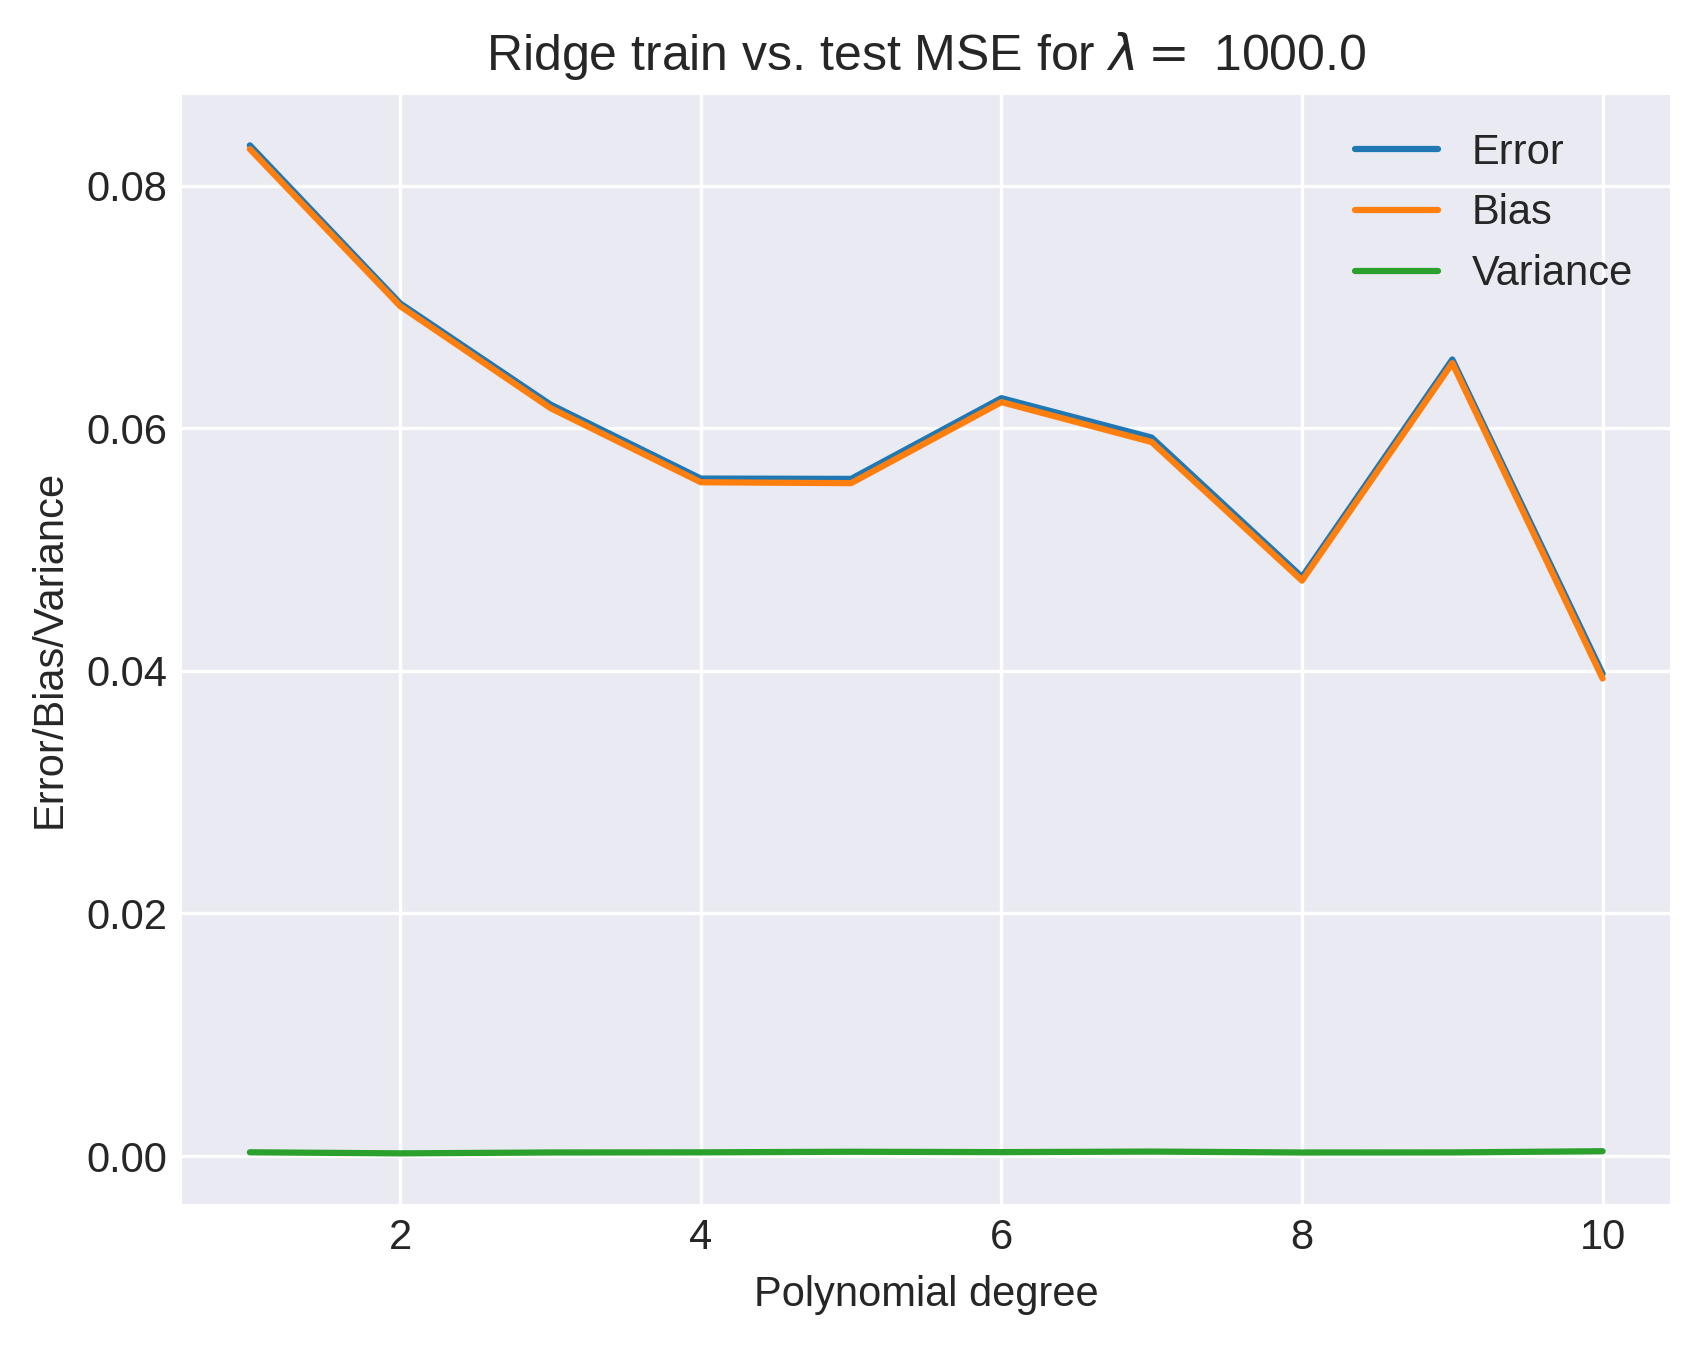 Ridge train vs. test MSE for λ = 1000.0
Error
Bias
Variance
Error/Bias/Variance
0.08
0.06
0.04
0.02
0.00
2 4 6 8 10
Polynomial degree